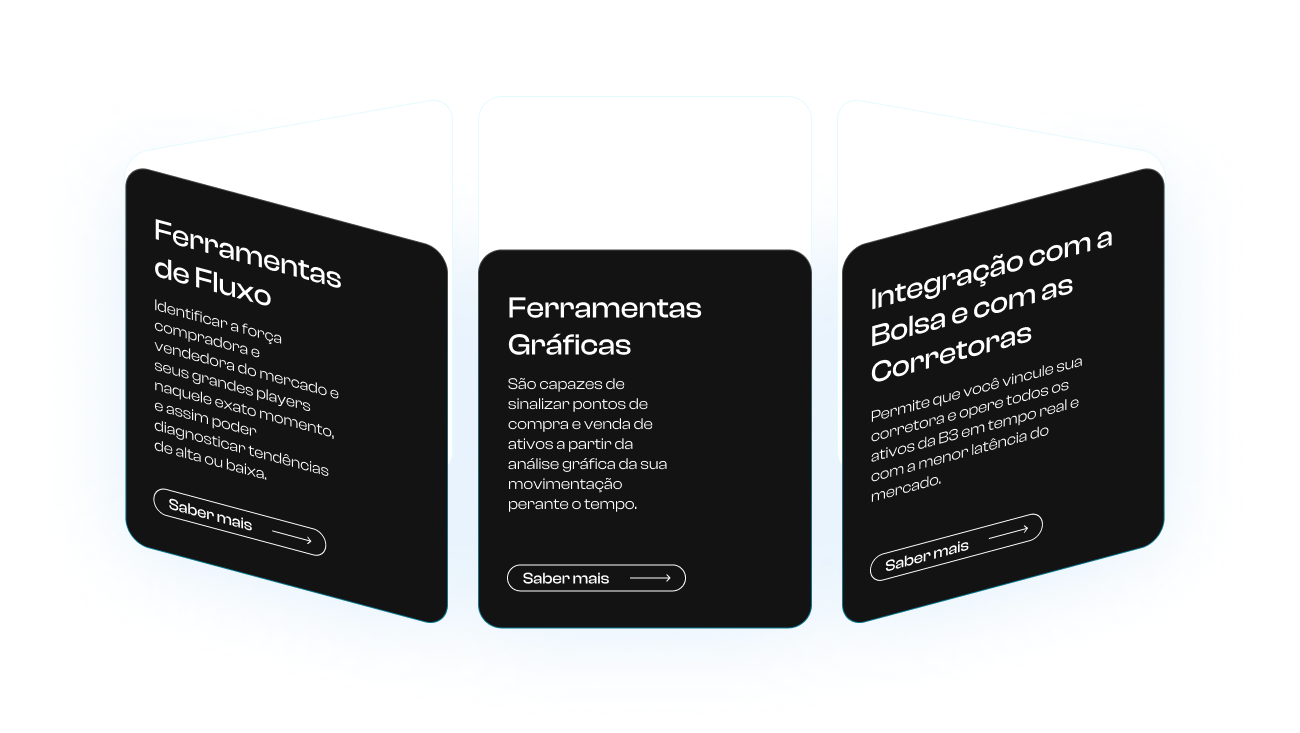 Ferramentas
de Fluxo
Identificar a força
compradora e
vendedora do mercado e
seus grandes players
naquele exato momento,
e assim poder
diagnosticar tendências
de alta ou baixa.
Saber mais
Ferramentas
Gráficas
São capazes de
sinalizar pontos de
compra e venda de
ativos a partir da
análise gráfica da sua
movimentação
perante o tempo.
Saber mais
Integração com a
Bolsa e com as
Corretoras
Permite que você vincule sua
corretora e opere todos os
ativos da B3 em tempo real e
com a menor latência do
mercado.
Saber mais